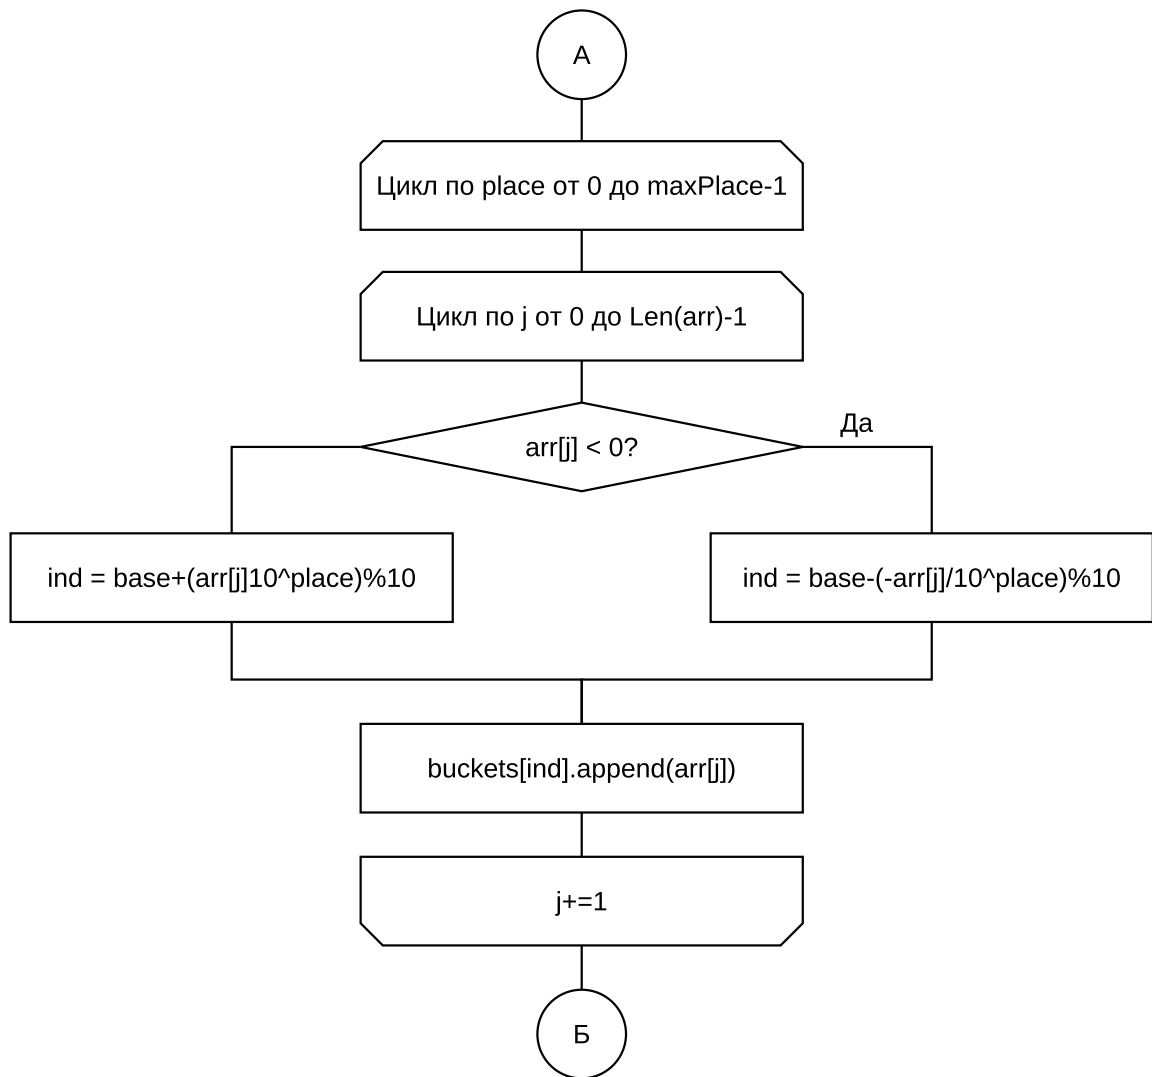 А
Цикл по place от 0 до maxPlace-1
Цикл по j от 0 до Len(arr)-1
Да
arr[j] < 0?
ind = base+(arr[j]10^place)%10
ind = base-(-arr[j]/10^place)%10
buckets[ind].append(arr[j])
j+=1
Б